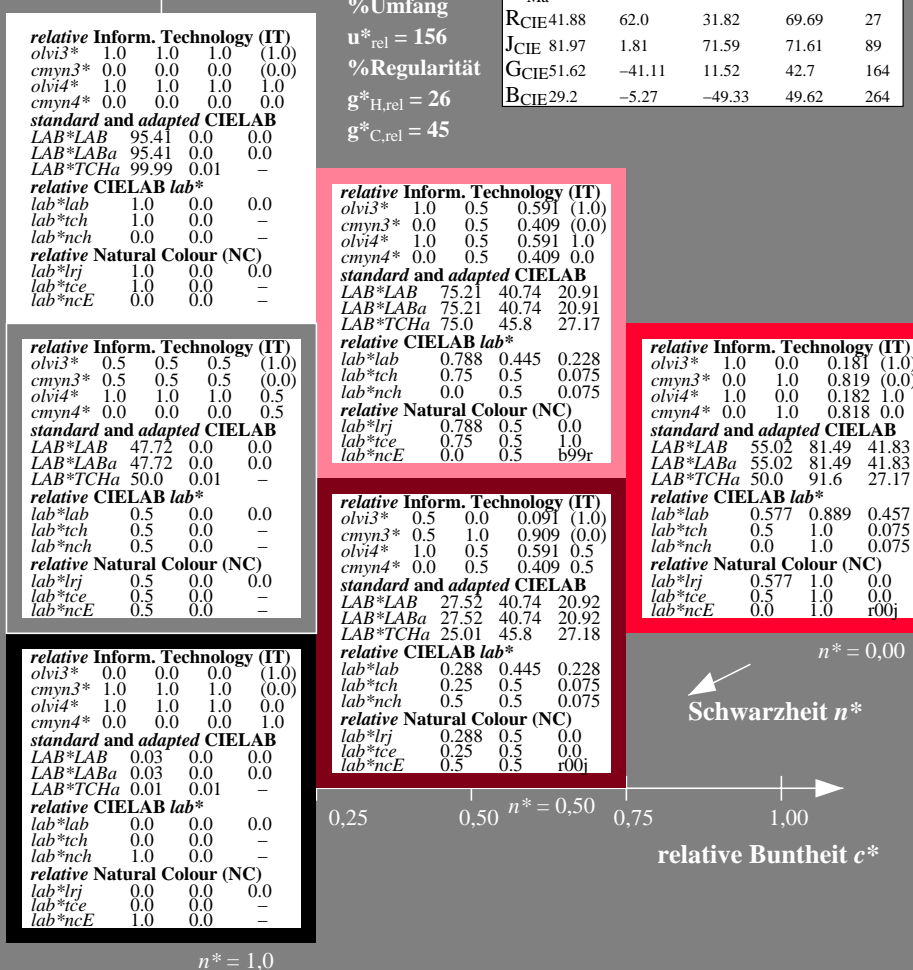 %Umfang
u*rel = 156
%Regularität
g*H,rel = 26
g*C,rel = 45
Ma
RCIE 41.88 62.0 31.82 69.69 27
JCIE 81.97 1.81 71.59 71.61 89
GCIE 51.62 −41.11 11.52 42.7 164
BCIE 29.2 −5.27 −49.33 49.62 264
relative Inform. Technology (IT)
olvi3* 1.0 1.0 1.0 (1.0)
cmyn3* 0.0 0.0 0.0 (0.0)
olvi4* 1.0 1.0 1.0 1.0
cmyn4* 0.0 0.0 0.0 0.0
standard and adapted CIELAB
LAB*LAB 95.41 0.0 0.0
LAB*LABa 95.41 0.0 0.0
LAB*TCHa 99.99 0.01 –
relative CIELAB lab*
lab*lab 1.0 0.0 0.0
lab*tch 1.0 0.0 –
lab*nch 0.0 0.0 –
relative Natural Colour (NC)
lab*lrj 1.0 0.0 0.0
lab*tce 1.0 0.0 –
lab*ncE 0.0 0.0 –
relative Inform. Technology (IT)
olvi3* 1.0 0.5 0.591 (1.0)
cmyn3* 0.0 0.5 0.409 (0.0)
olvi4* 1.0 0.5 0.591 1.0
cmyn4* 0.0 0.5 0.409 0.0
standard and adapted CIELAB
LAB*LAB 75.21 40.74 20.91
LAB*LABa 75.21 40.74 20.91
LAB*TCHa 75.0 45.8 27.17
relative CIELAB lab*
lab*lab 0.788 0.445 0.228
lab*tch 0.75 0.5 0.075
lab*nch 0.0 0.5 0.075
relative Natural Colour (NC)
lab*lrj 0.788 0.5 0.0
lab*tce 0.75 0.5 1.0
lab*ncE 0.0 0.5 b99r
relative Inform. Technology (IT)
olvi3* 0.5 0.5 0.5 (1.0)
cmyn3* 0.5 0.5 0.5 (0.0)
olvi4* 1.0 1.0 1.0 0.5
cmyn4* 0.0 0.0 0.0 0.5
standard and adapted CIELAB
LAB*LAB 47.72 0.0 0.0
LAB*LABa 47.72 0.0 0.0
LAB*TCHa 50.0 0.01 –
relative CIELAB lab*
lab*lab 0.5 0.0 0.0
lab*tch 0.5 0.0 –
lab*nch 0.5 0.0 –
relative Natural Colour (NC)
lab*lrj 0.5 0.0 0.0
lab*tce 0.5 0.0 –
lab*ncE 0.5 0.0 –
relative Inform. Technology (IT)
olvi3* 1.0 0.0 0.181 (1.0
cmyn3* 0.0 1.0 0.819 (0.0
olvi4* 1.0 0.0 0.182 1.0
cmyn4* 0.0 1.0 0.818 0.0
standard and adapted CIELAB
LAB*LAB 55.02 81.49 41.83
LAB*LABa 55.02 81.49 41.83
LAB*TCHa 50.0 91.6 27.17
relative CIELAB lab*
lab*lab 0.577 0.889 0.457
lab*tch 0.5 1.0 0.075
lab*nch 0.0 1.0 0.075
relative Natural Colour (NC)
lab*lrj 0.577 1.0 0.0
lab*tce 0.5 1.0 0.0
lab*ncE 0.0 1.0 r00j
n* = 0,00
relative Inform. Technology (IT)
olvi3* 0.5 0.0 0.091 (1.0)
cmyn3* 0.5 1.0 0.909 (0.0)
olvi4* 1.0 0.5 0.591 0.5
cmyn4* 0.0 0.5 0.409 0.5
standard and adapted CIELAB
LAB*LAB 27.52 40.74 20.92
LAB*LABa 27.52 40.74 20.92
LAB*TCHa 25.01 45.8 27.18
relative CIELAB lab*
lab*lab 0.288 0.445 0.228
lab*tch 0.25 0.5 0.075
lab*nch 0.5 0.5 0.075
relative Natural Colour (NC)
lab*lrj 0.288 0.5 0.0
lab*tce 0.25 0.5 0.0
lab*ncE 0.5 0.5 r00j
Schwarzheit n*
relative Inform. Technology (IT)
olvi3* 0.0 0.0 0.0 (1.0)
cmyn3* 1.0 1.0 1.0 (0.0)
olvi4* 1.0 1.0 1.0 0.0
cmyn4* 0.0 0.0 0.0 1.0
standard and adapted CIELAB
LAB*LAB 0.03 0.0 0.0
LAB*LABa 0.03 0.0 0.0
LAB*TCHa 0.01 0.01 –
relative CIELAB lab*
lab*lab 0.0 0.0 0.0
lab*tch 0.0 0.0 –
lab*nch 1.0 0.0 –
relative Natural Colour (NC)
lab*lrj 0.0 0.0 0.0
lab*tce 0.0 0.0 –
lab*ncE 1.0 0.0 –
n* = 0,50
0,25 0,50 0,75 1,00
relative Buntheit c*
n* = 1,0